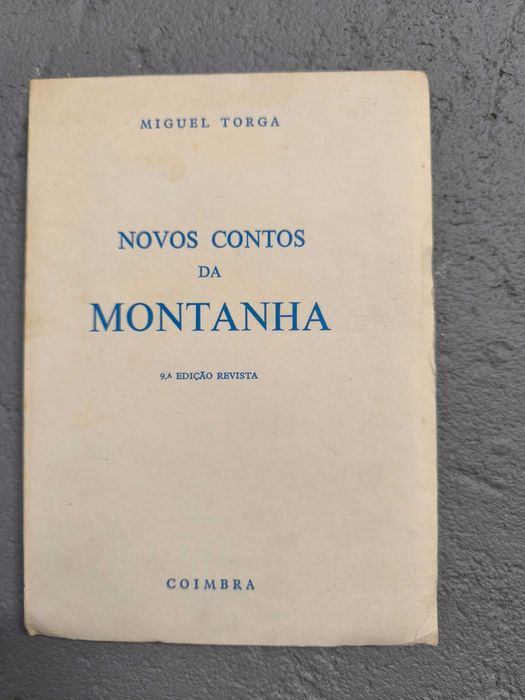 MIGUEL TORGA
NOVOS CONTOS
DA
MONTANHA
9.ª EDIÇÃO REVISTA
COIMBRA